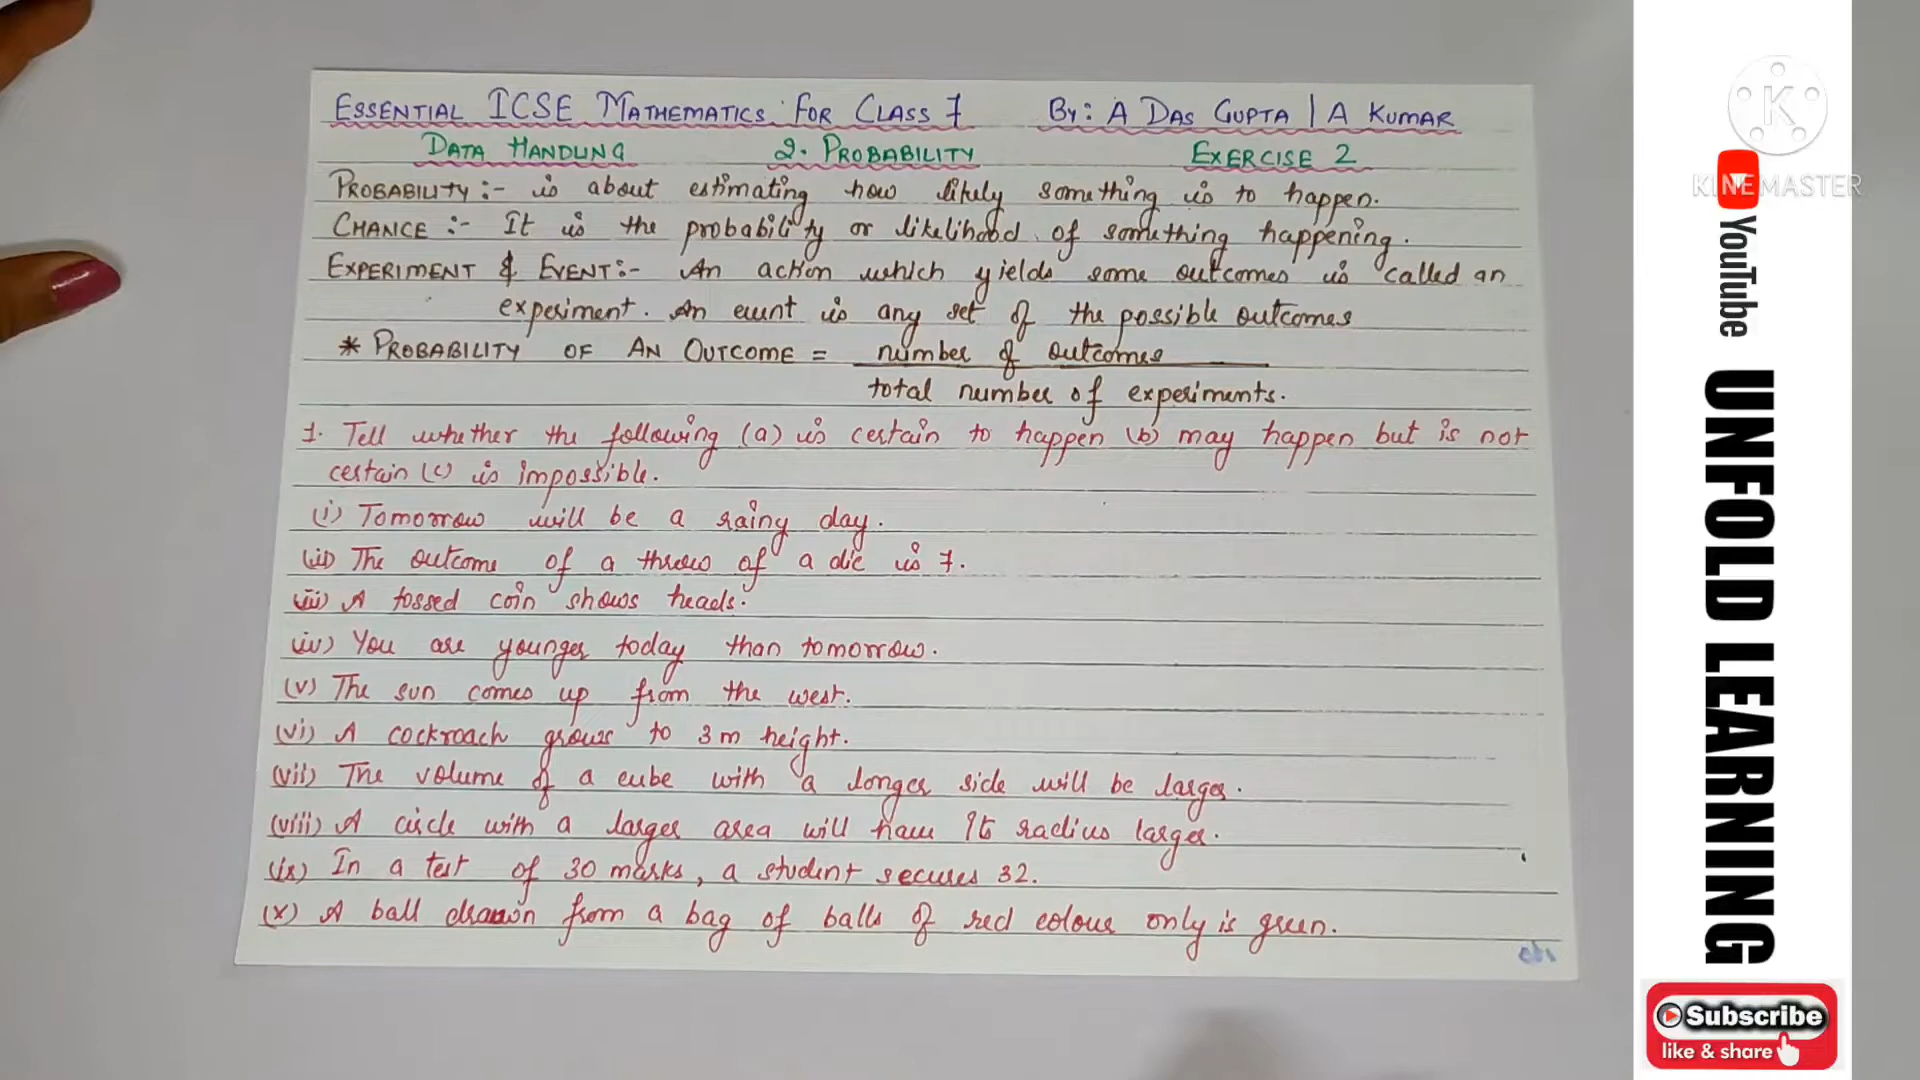 ESSENTIAL ICSE MATHEMATICS FOR CLASS 7 BY: A DAS GUPTA | A KUMAR
DATA HANDLING 2. PROBABILITY EXERCISE 2
PROBABILITY :- is about estimating how likely something is to happen.
CHANCE :- It is the probability or likelihood of something happening.
EXPERIMENT & EVENT:- An action which yields some outcomes is called an
experiment. An event is any set of the possible outcomes
* PROBABILITY OF AN OUTCOME = number of outcomes
total number of experiments.
1. Tell whether the following (a) is certain to happen (b) may happen but is not
certain (c) is impossible.
(i) Tomorrow will be a rainy day.
(ii) The outcome of a throw of a die is 7.
(iii) A tossed coin shows heads.
(iv) You are younger today than tomorrow.
(v) The sun comes up from the west.
(vi) A cockroach grows to 3 m height.
(vii) The volume of a cube with a longer side will be larger.
(viii) A circle with a larger area will have its radius larger.
(ix) In a test of 30 marks, a student secures 32.
(x) A ball drawn from a bag of balls of red colour only is green.
K
KINEMASTER
YouTube
UNFOLD LEARNING
Subscribe
like & share